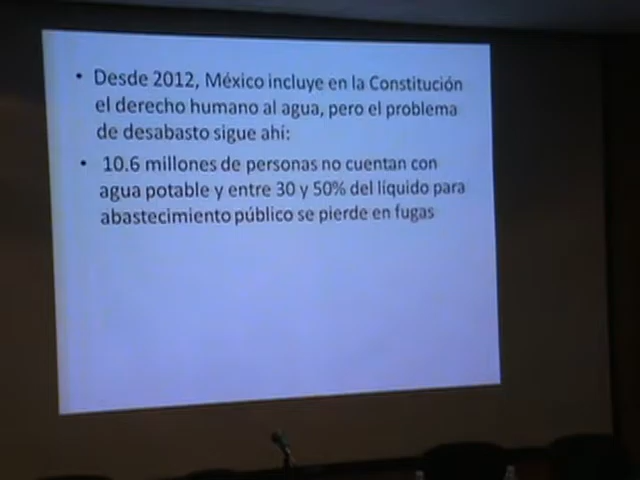 • Desde 2012, México incluye en la Constitución
el derecho humano al agua, pero el problema
de desabasto sigue ahí:
• 10.6 millones de personas no cuentan con
agua potable y entre 30 y 50% del líquido para
abastecimiento público se pierde en fugas